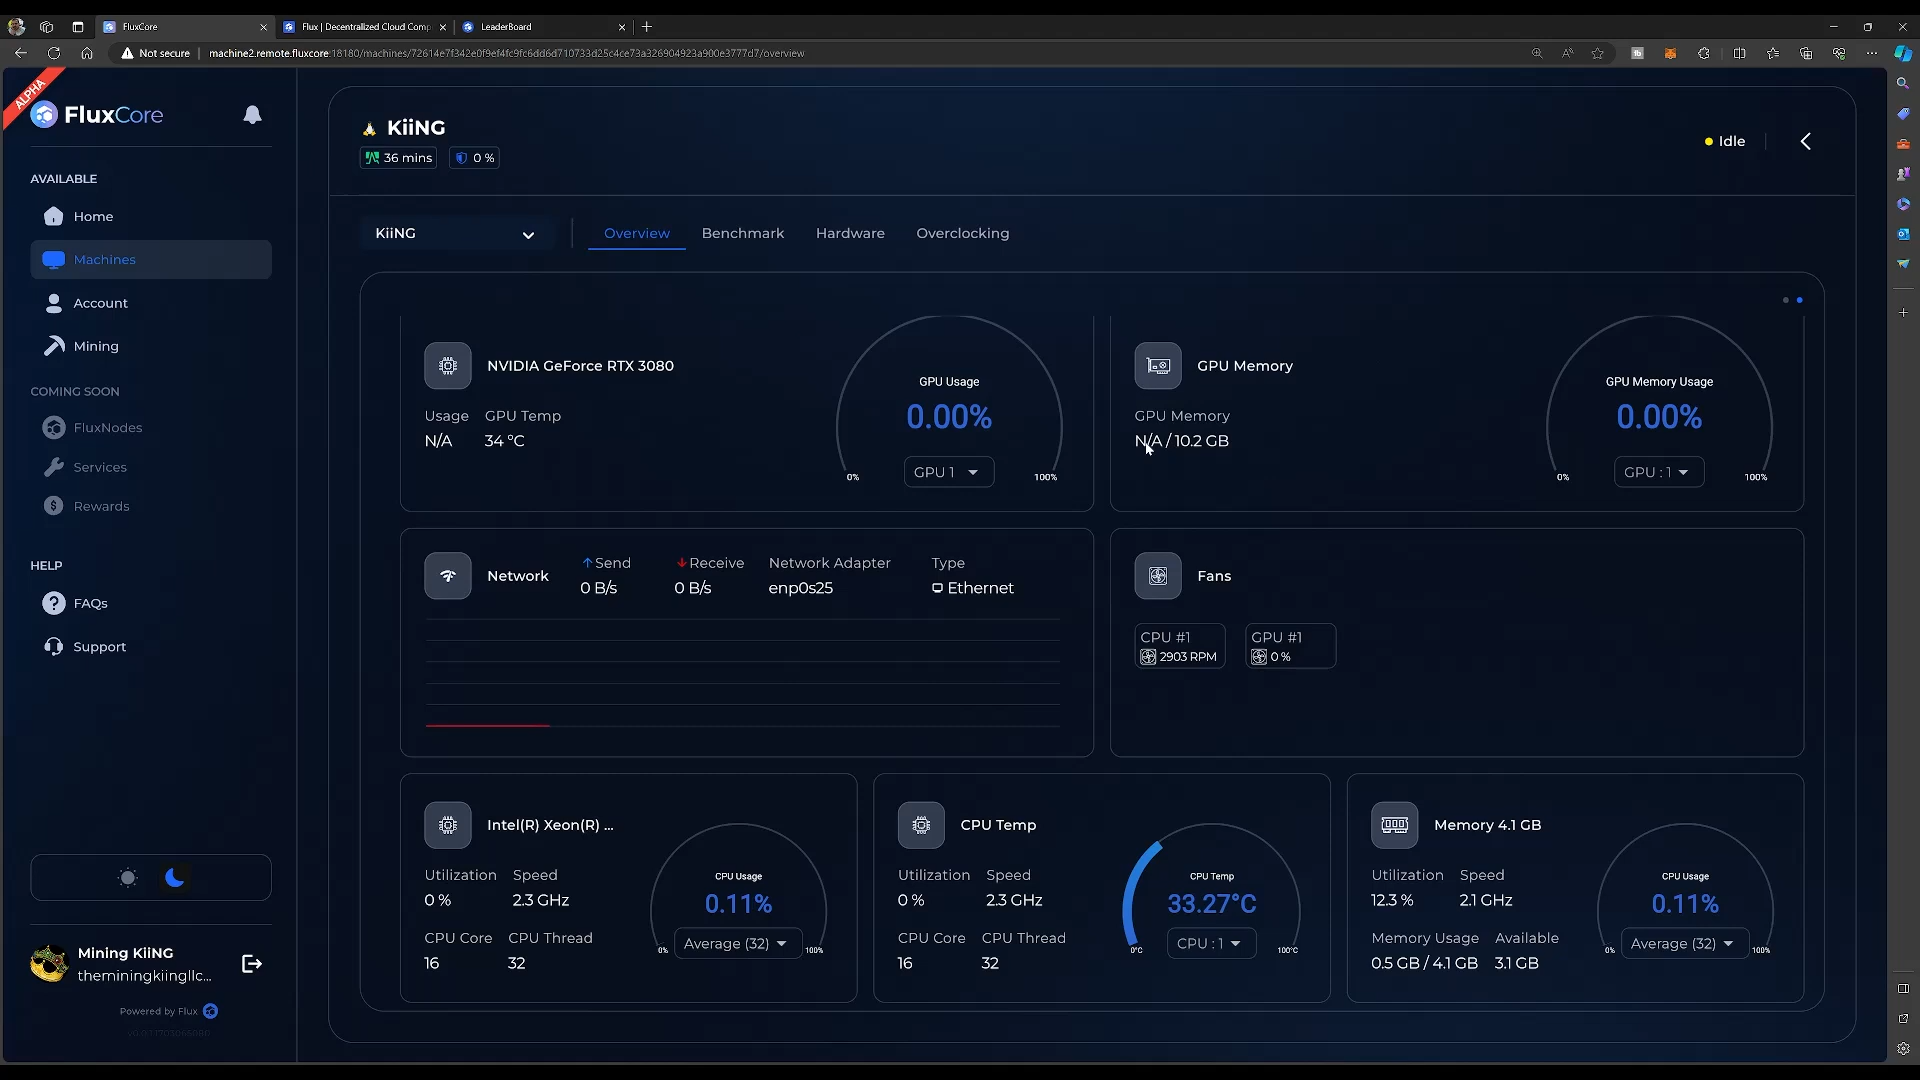 FluxCore
Flux | Decentralized Cloud Comp
LeaderBoard
Not secure
machine2.remote.fluxcore:18180/machines/72614e7f342e0f9ef4fc9fc6dd6d710733d25c4ce73a326904923a900e3777d7/overview
ALPHA
FluxCore
AVAILABLE
Home
Machines
Account
Mining
COMING SOON
FluxNodes
Services
Rewards
HELP
FAQs
Support
Mining KiiNG
theminingkiingllc...
Powered by Flux
KiiNG
36 mins
0 %
Idle
KiiNG
Overview
Benchmark
Hardware
Overclocking
NVIDIA GeForce RTX 3080
Usage GPU Temp
N/A 34 °C
GPU Usage
0.00%
GPU 1
0%
100%
GPU Memory
GPU Memory
N/A / 10.2 GB
GPU Memory Usage
0.00%
GPU : 1
0%
100%
Network
Send Receive Network Adapter Type
0 B/s 0 B/s enp0s25 Ethernet
Fans
CPU #1
2903 RPM
GPU #1
0 %
Intel(R) Xeon(R) ...
Utilization Speed
0 % 2.3 GHz
CPU Core CPU Thread
16 32
CPU Usage
0.11%
Average (32)
0%
100%
CPU Temp
Utilization Speed
0 % 2.3 GHz
CPU Core CPU Thread
16 32
CPU Temp
33.27°C
CPU : 1
0°C
100°C
Memory 4.1 GB
Utilization Speed
12.3 % 2.1 GHz
Memory Usage Available
0.5 GB / 4.1 GB 3.1 GB
CPU Usage
0.11%
Average (32)
0%
100%